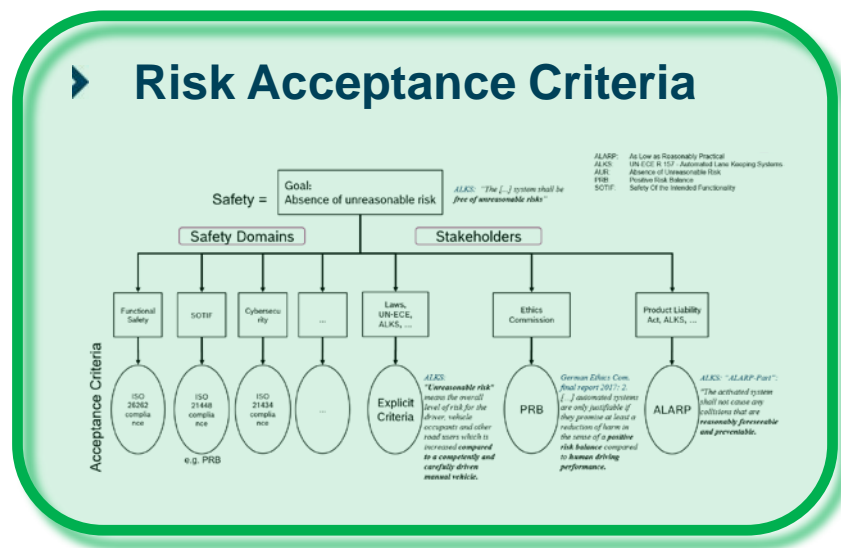 Risk Acceptance Criteria
ALARP: As Low as Reasonably Practical
ALKS: UN-ECE R 157 - Automated Lane Keeping Systems
AUR: Absence of Unreasonable Risk
PRB: Positive Risk Balance
SOTIF: Safety Of the Intended Functionality
Safety =
Goal:
Absence of unreasonable risk
ALKS: "The [...] system shall be
free of unreasonable risks"
Safety Domains
Stakeholders
Functional
Safety
SOTIF
Cybersecu
rity
...
Laws,
UN-ECE,
ALKS, ...
Ethics
Commission
Product Liability
Act, ALKS, ...
Acceptance Criteria
ISO
26262
complia
nce
ISO
21448
complia
nce
e.g. PRB
ISO
21434
complia
nce
...
Explicit
Criteria
ALKS:
"Unreasonable risk"
means the overall
level of risk for the
driver, vehicle
occupants and other
road users which is
increased compared
to a competently and
carefully driven
manual vehicle.
PRB
German Ethics Com.
final report 2017: 2.
[...] automated systems
are only justifiable if
they promise at least a
reduction of harm in
the sense of a positive
risk balance compared
to human driving
performance.
ALARP
ALKS: "ALARP-Part":
"The activated system
shall not cause any
collisions that are
reasonably foreseeable
and preventable.